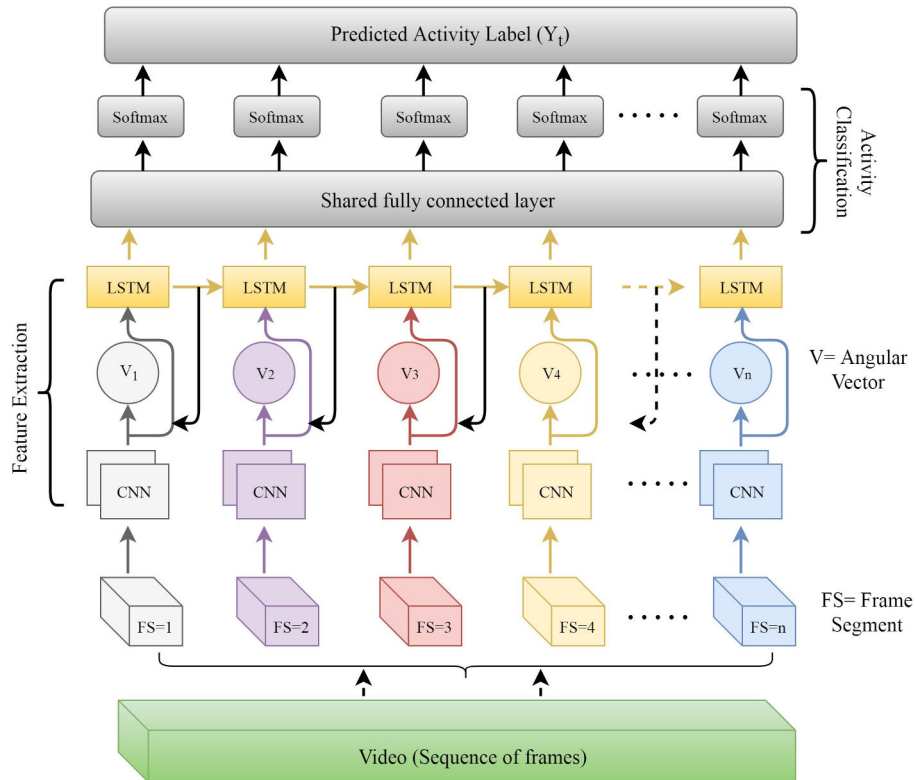 Predicted Activity Label (Yt)
Softmax Softmax Softmax Softmax Softmax
Activity
Classification
Shared fully connected layer
LSTM LSTM LSTM LSTM LSTM
Feature Extraction
V1 V2 V3 V4 Vn
V= Angular
Vector
CNN CNN CNN CNN CNN
FS=1 FS=2 FS=3 FS=4 FS=n
FS= Frame
Segment
Video (Sequence of frames)